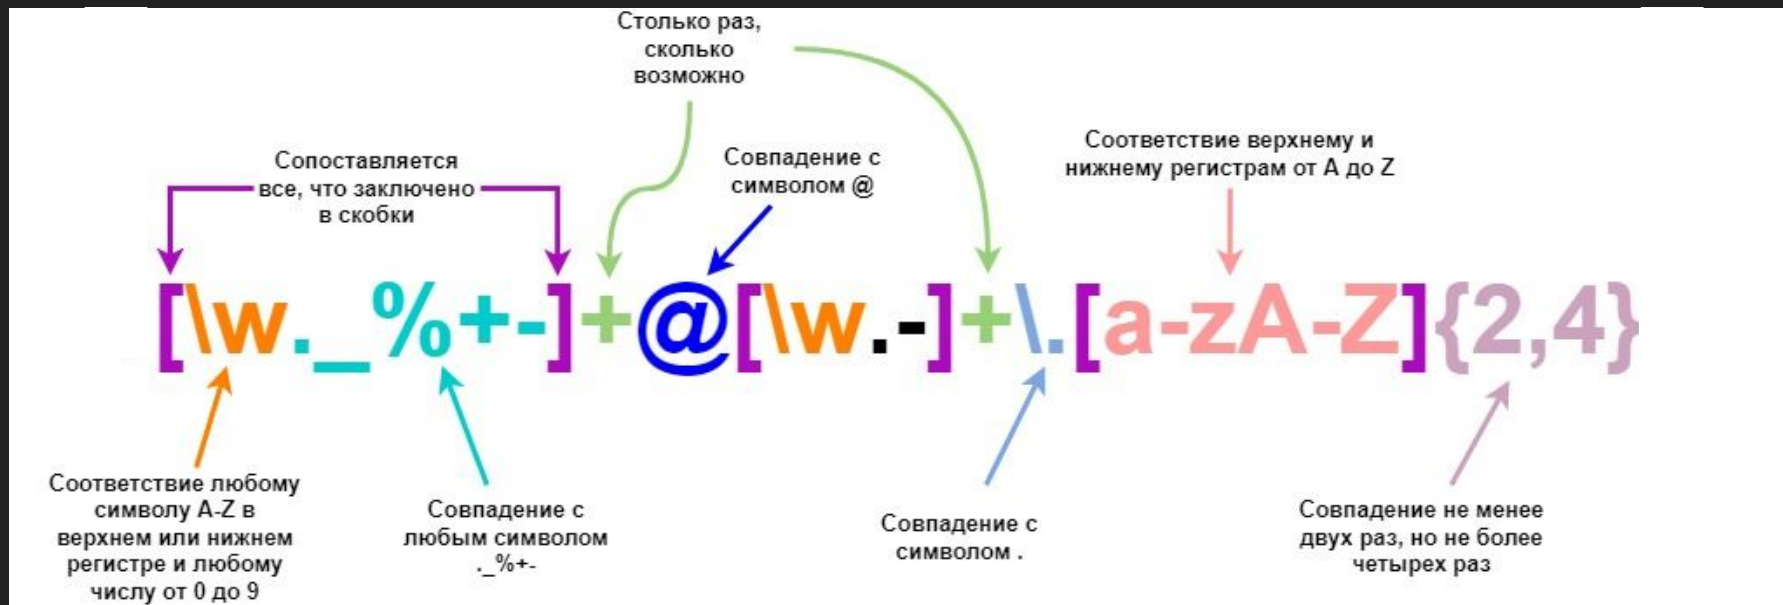 Столько раз,
сколько
возможно
Сопоставляется
все, что заключено
в скобки
Совпадение с
символом @
Соответствие верхнему и
нижнему регистрам от A до Z
[\w._%+-]+@[\w.-]+\.[a-zA-Z]{2,4}
Соответствие любому
символу A-Z в
верхнем или нижнем
регистре и любому
числу от 0 до 9
Совпадение с
любым символом
._%+-
Совпадение с
символом .
Совпадение не менее
двух раз, но не более
четырех раз